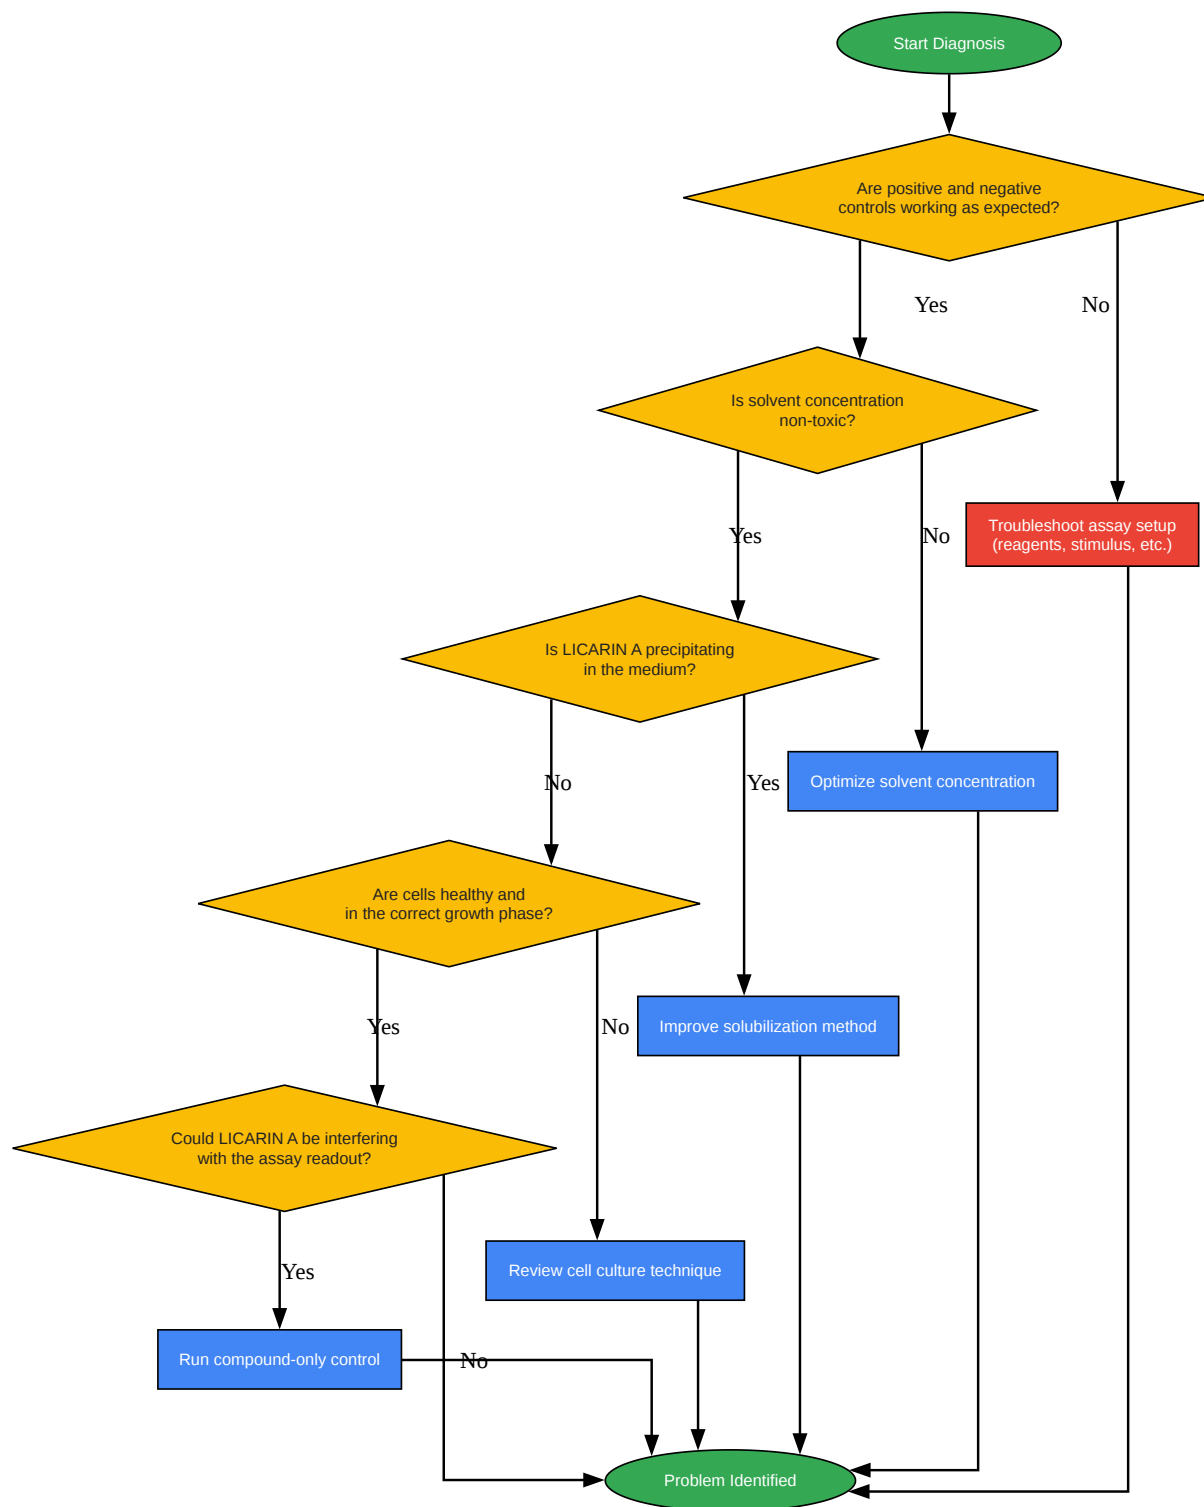 Start Diagnosis
Are positive and negative
controls working as expected?
Yes
No
Is solvent concentration
non-toxic?
Yes
No
Troubleshoot assay setup
(reagents, stimulus, etc.)
Is LICARIN A precipitating
in the medium?
No
Yes
Optimize solvent concentration
Are cells healthy and
in the correct growth phase?
Yes
No
Improve solubilization method
Could LICARIN A be interfering
with the assay readout?
Yes
Review cell culture technique
Run compound-only control
No
Problem Identified